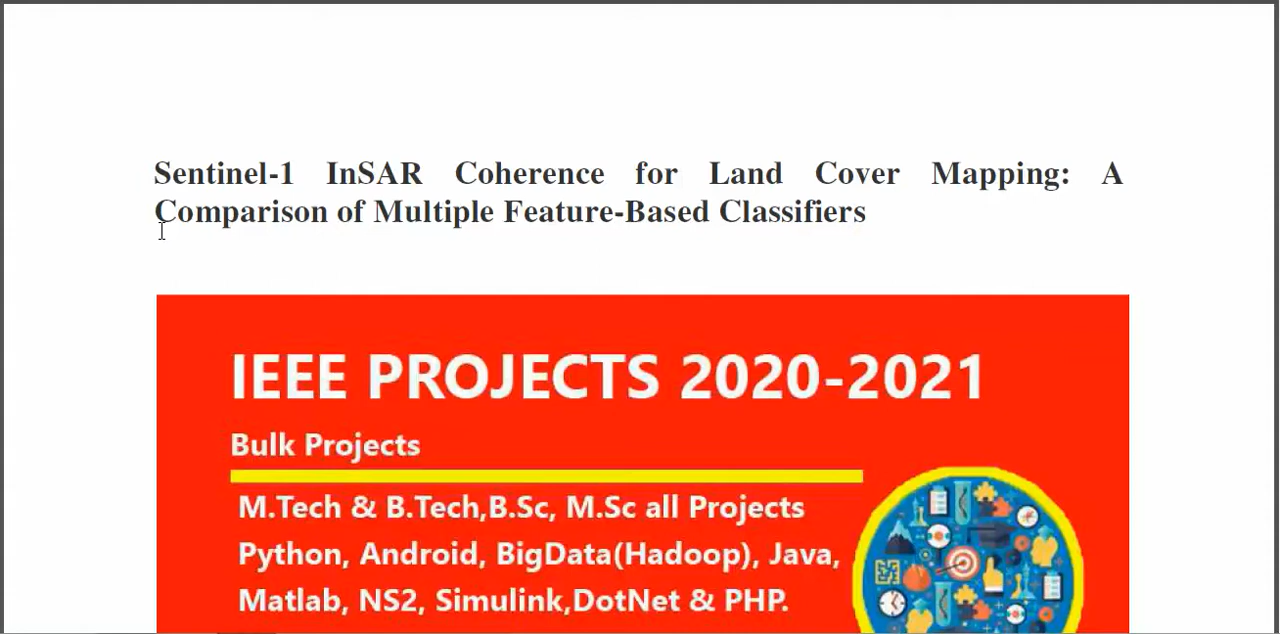 Sentinel-1 InSAR Coherence for Land Cover Mapping: A
Comparison of Multiple Feature-Based Classifiers
IEEE PROJECTS 2020-2021
Bulk Projects
M.Tech & B.Tech,B.Sc, M.Sc all Projects
Python, Android, BigData(Hadoop), Java,
Matlab, NS2, Simulink,DotNet & PHP.